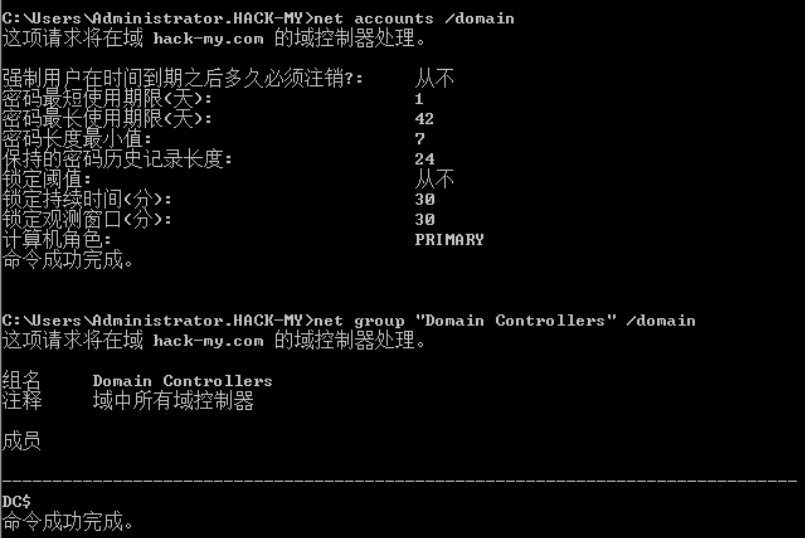 C:\Users\Administrator.HACK-MY>net accounts /domain
这项请求将在域 hack-my.com 的域控制器处理。
强制用户在时间到期之后多久必须注销?: 从不
密码最短使用期限(天): 1
密码最长使用期限(天): 42
密码长度最小值: 7
保持的密码历史记录长度: 24
锁定阈值: 从不
锁定持续时间(分): 30
锁定观测窗口(分): 30
计算机角色: PRIMARY
命令成功完成。
C:\Users\Administrator.HACK-MY>net group "Domain Controllers" /domain
这项请求将在域 hack-my.com 的域控制器处理。
组名 Domain Controllers
注释 域中所有域控制器
成员
-------------------------------------------------------------------------------
DC$
命令成功完成。